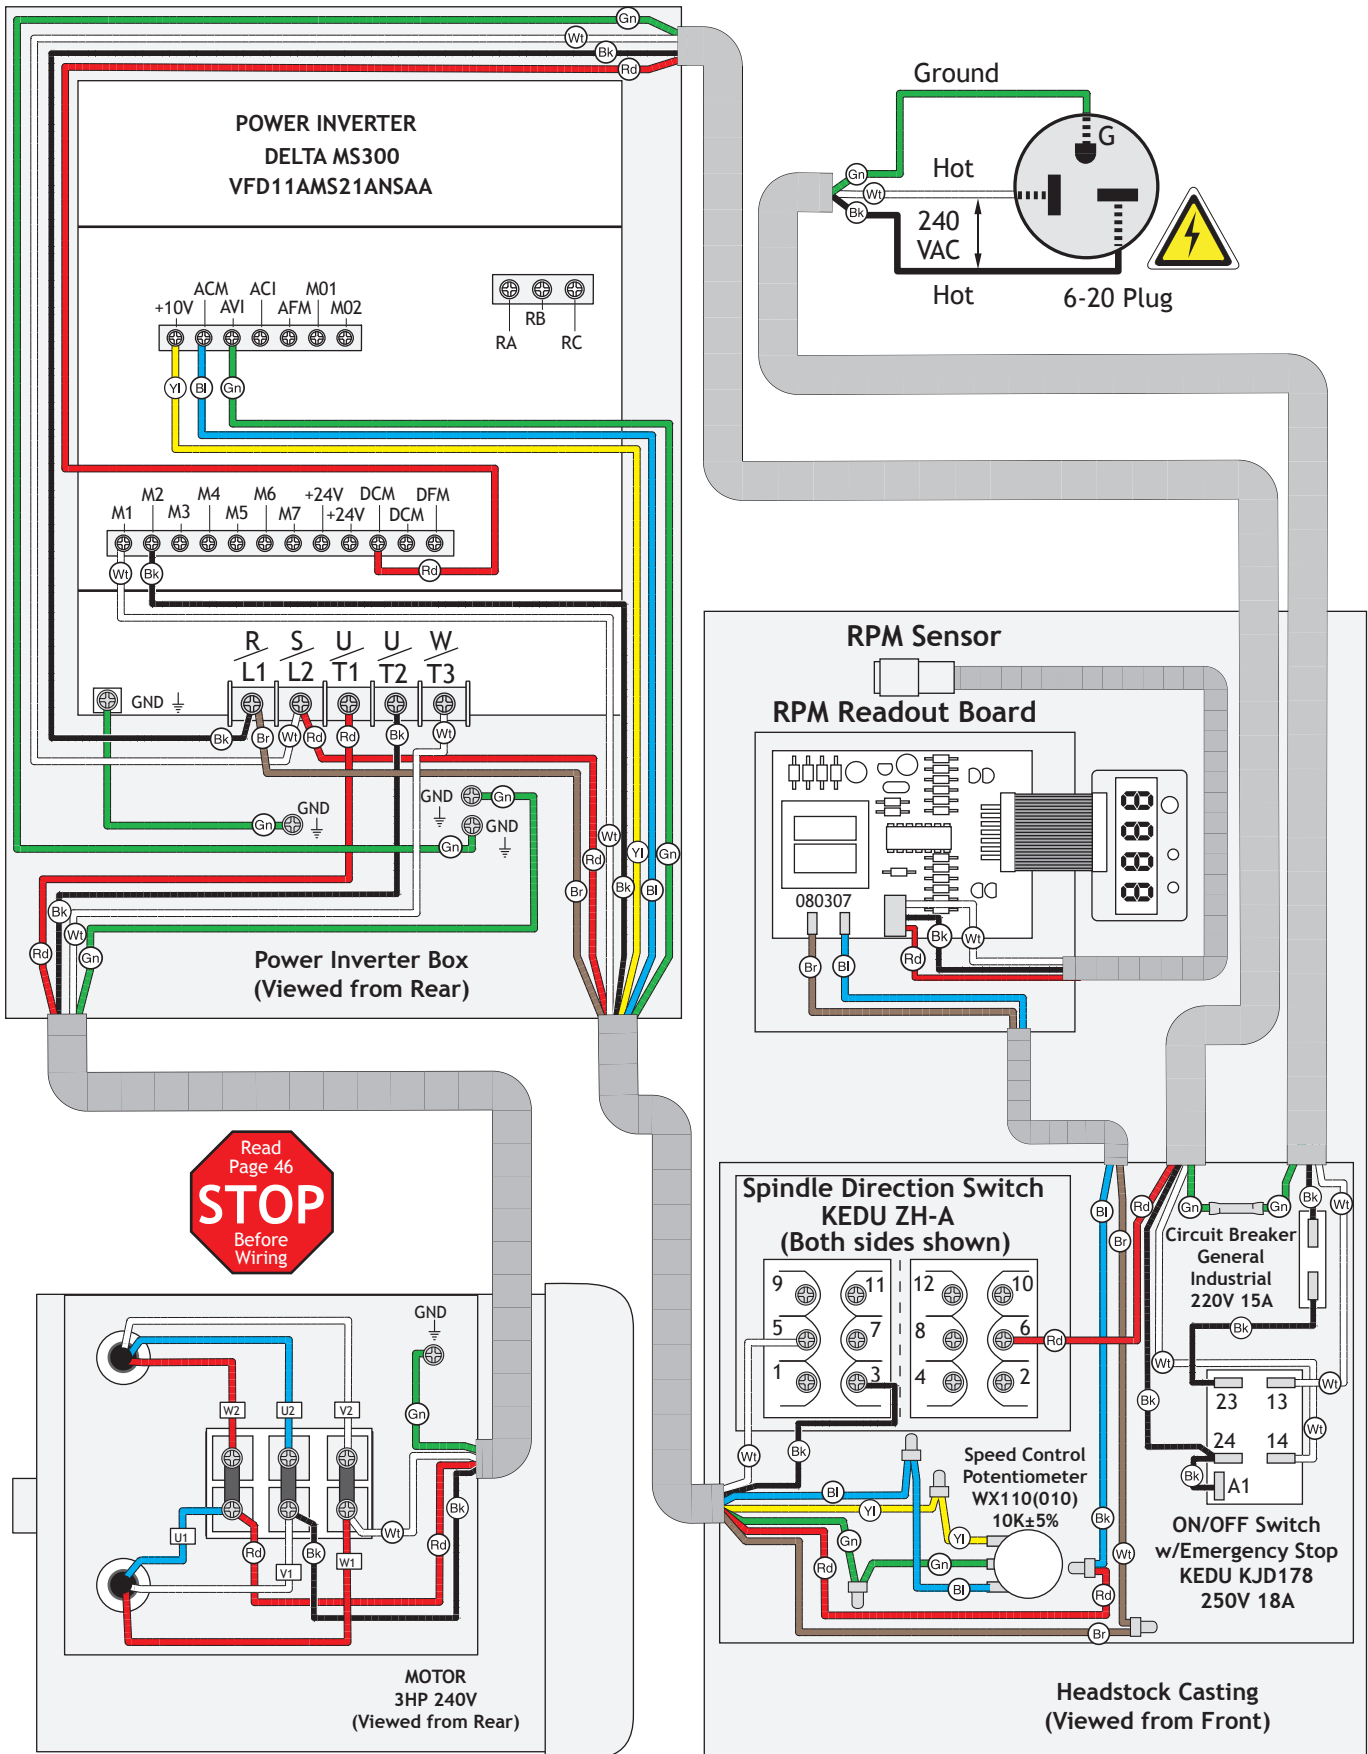 Gn
Wt
Bk
Rd
POWER INVERTER
DELTA MS300
VFD11AMS21ANSAA
+10V
ACM
AVI
ACI
AFM
M01
M02
RA
RB
RC
Yl
Bl
Gn
M1
M2
M3
M4
M5
M6
M7
+24V
+24V
DCM
DCM
DFM
Wt
Bk
Rd
R/L1
S/L2
U/T1
U/T2
W/T3
GND
Bk
Br
Wt
Rd
Rd
Bk
Wt
GND
Gn
GND
Gn
GND
Gn
Bk
Wt
Rd
Gn
Br
Rd
Wt
Bk
Yl
Bl
Gn
Power Inverter Box
(Viewed from Rear)
Ground
G
Gn
Hot
Wt
Bk
240
VAC
Hot
6-20 Plug
RPM Sensor
RPM Readout Board
080307
Br
Bl
Rd
Bk
Wt
Read
Page 46
STOP
Before
Wiring
Spindle Direction Switch
KEDU ZH-A
(Both sides shown)
9
11
12
10
5
7
8
6
1
3
4
2
Rd
Wt
Bk
Bl
Br
Rd
Gn
Gn
Bk
Wt
Circuit Breaker
General
Industrial
220V 15A
Bk
Wt
Wt
Bk
23
13
24
14
A1
Wt
Bk
ON/OFF Switch
w/Emergency Stop
KEDU KJD178
250V 18A
Speed Control
Potentiometer
WX110(010)
10K±5%
Bl
Yl
Gn
Yl
Gn
Rd
Bl
Bk
Wt
Rd
Br
Headstock Casting
(Viewed from Front)
GND
W2
U2
V2
Gn
U1
V1
W1
Rd
Bk
Wt
Rd
Bk
MOTOR
3HP 240V
(Viewed from Rear)